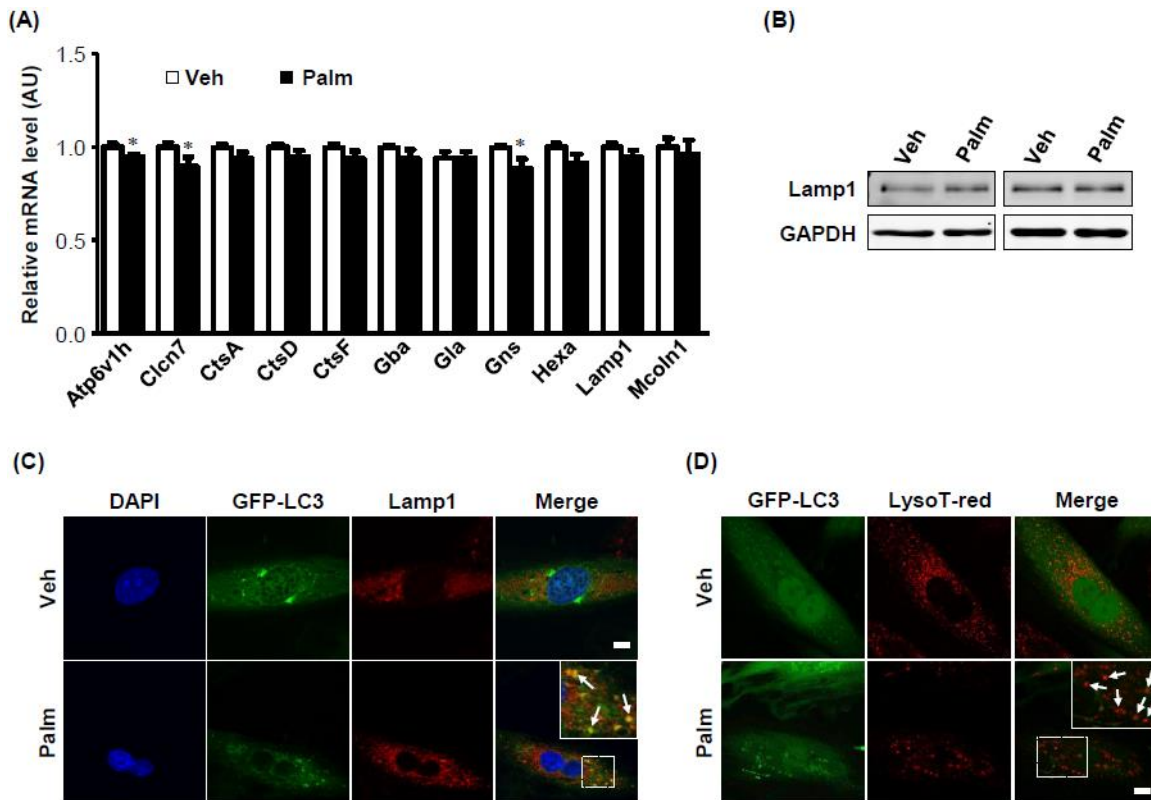 (A)
Relative mRNA level (AU)
1.5
1.0
0.5
0.0
Veh Palm
* * *
Atp6v1h Clcn7 CtsA CtsD CtsF Gba Gla Gns Hexa Lamp1 Mcoln1
(B)
Veh Palm Veh Palm
Lamp1
GAPDH
(C)
DAPI GFP-LC3 Lamp1 Merge
Veh
Palm
(D)
GFP-LC3 LysoT-red Merge
Veh
Palm